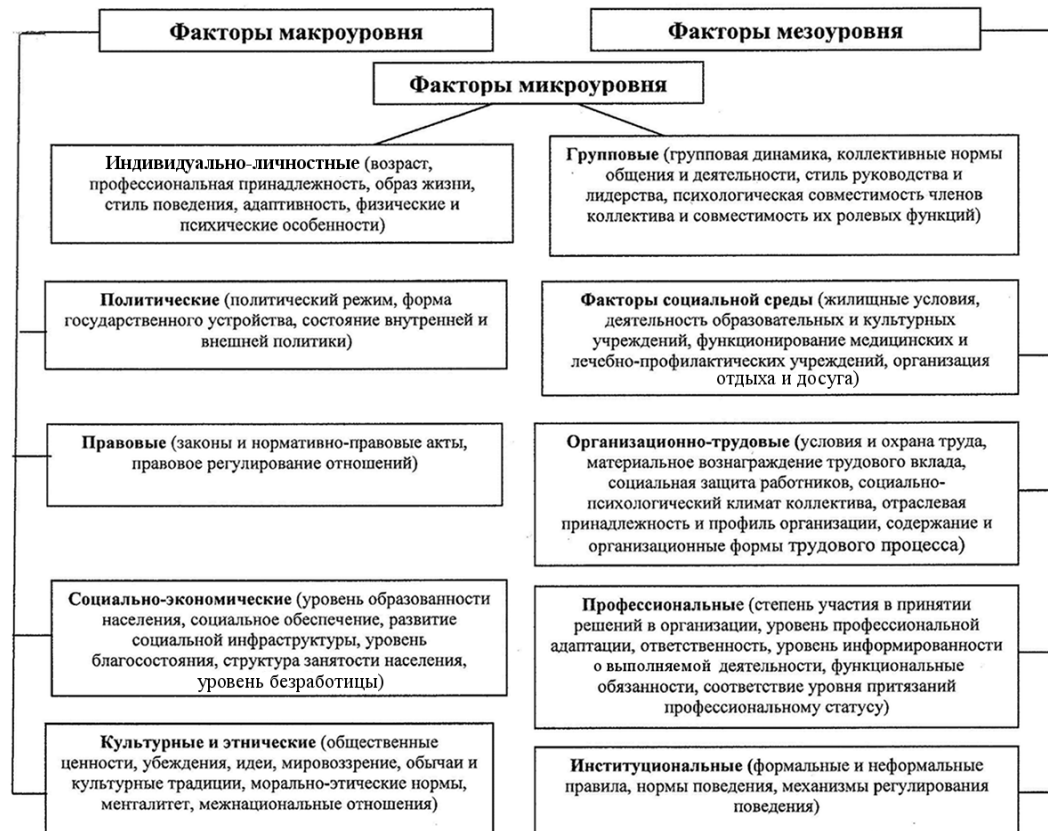 Факторы макроуровня
Факторы мезоуровня
Факторы микроуровня
Индивидуально-личностные (возраст,
профессиональная принадлежность, образ жизни,
стиль поведения, адаптивность, физические и
психические особенности)
Групповые (групповая динамика, коллективные нормы
общения и деятельности, стиль руководства и
лидерства, психологическая совместимость членов
коллектива и совместимость их ролевых функций)
Политические (политический режим, форма
государственного устройства, состояние внутренней и
внешней политики)
Факторы социальной среды (жилищные условия,
деятельность образовательных и культурных
учреждений, функционирование медицинских и
лечебно-профилактических учреждений, организация
отдыха и досуга)
Правовые (законы и нормативно-правовые акты,
правовое регулирование отношений)
Организационно-трудовые (условия и охрана труда,
материальное вознаграждение трудового вклада,
социальная защита работников, социально-
психологический климат коллектива, отраслевая
принадлежность и профиль организации, содержание и
организационные формы трудового процесса)
Социально-экономические (уровень образованности
населения, социальное обеспечение, развитие
социальной инфраструктуры, уровень
благосостояния, структура занятости населения,
уровень безработицы)
Профессиональные (степень участия в принятии
решений в организации, уровень профессиональной
адаптации, ответственность, уровень информированности
о выполняемой деятельности, функциональные
обязанности, соответствие уровня притязаний
профессиональному статусу)
Культурные и этнические (общественные
ценности, убеждения, идеи, мировоззрение, обычаи и
культурные традиции, морально-этические нормы,
менталитет, межнациональные отношения)
Институциональные (формальные и неформальные
правила, нормы поведения, механизмы регулирования
поведения)